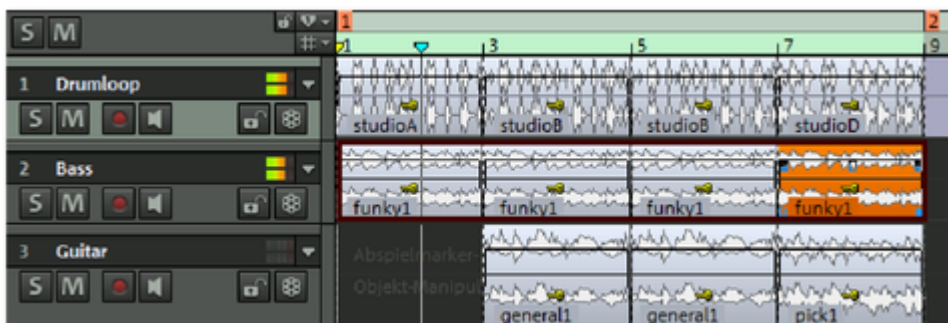 S M 1 2
1 3 5 7 9
1 Drumloop
S M
studioA studioB studioB studioD
2 Bass
S M
funky1 funky1 funky1 funky1
3 Guitar
Abspielmarker-
S M
Objekt-Manipul
general1 general1 pick1